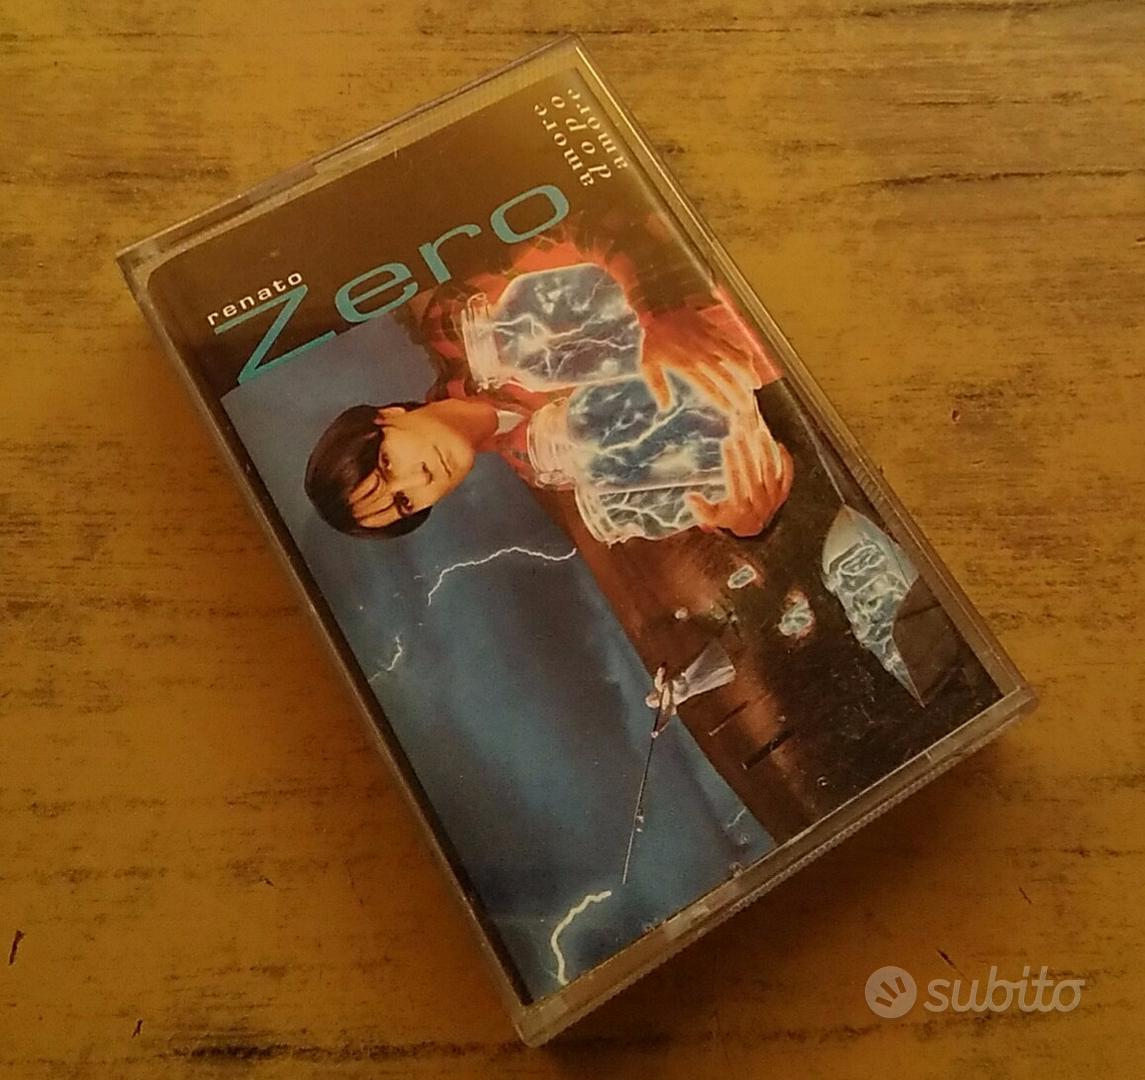 renato
Zero
amore
dopo
amore
subito